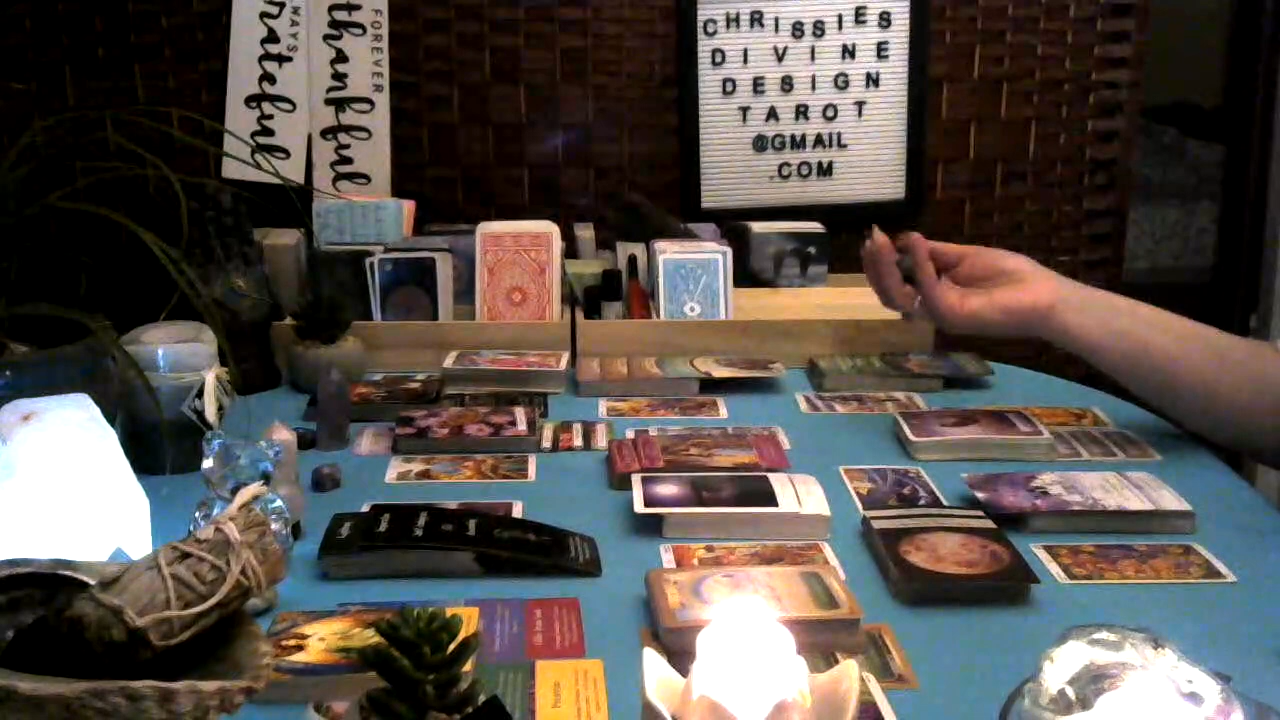 ALWAYS
grateful
FOREVER
thankful
CHRISSIES
DIVINE
DESIGN
TAROT
@GMAIL
.COM